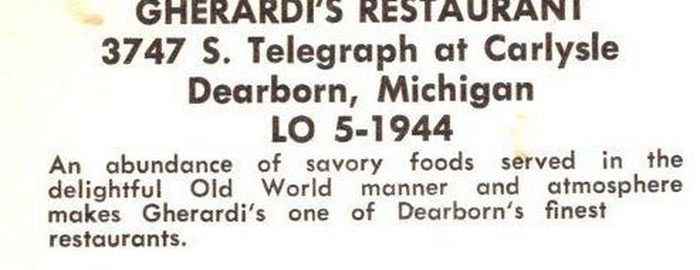 GHERARDI'S RESTAURANT
3747 S. Telegraph at Carlysle
Dearborn, Michigan
LO 5-1944
An abundance of savory foods served in the
delightful Old World manner and atmosphere
makes Gherardi's one of Dearborn's finest
restaurants.